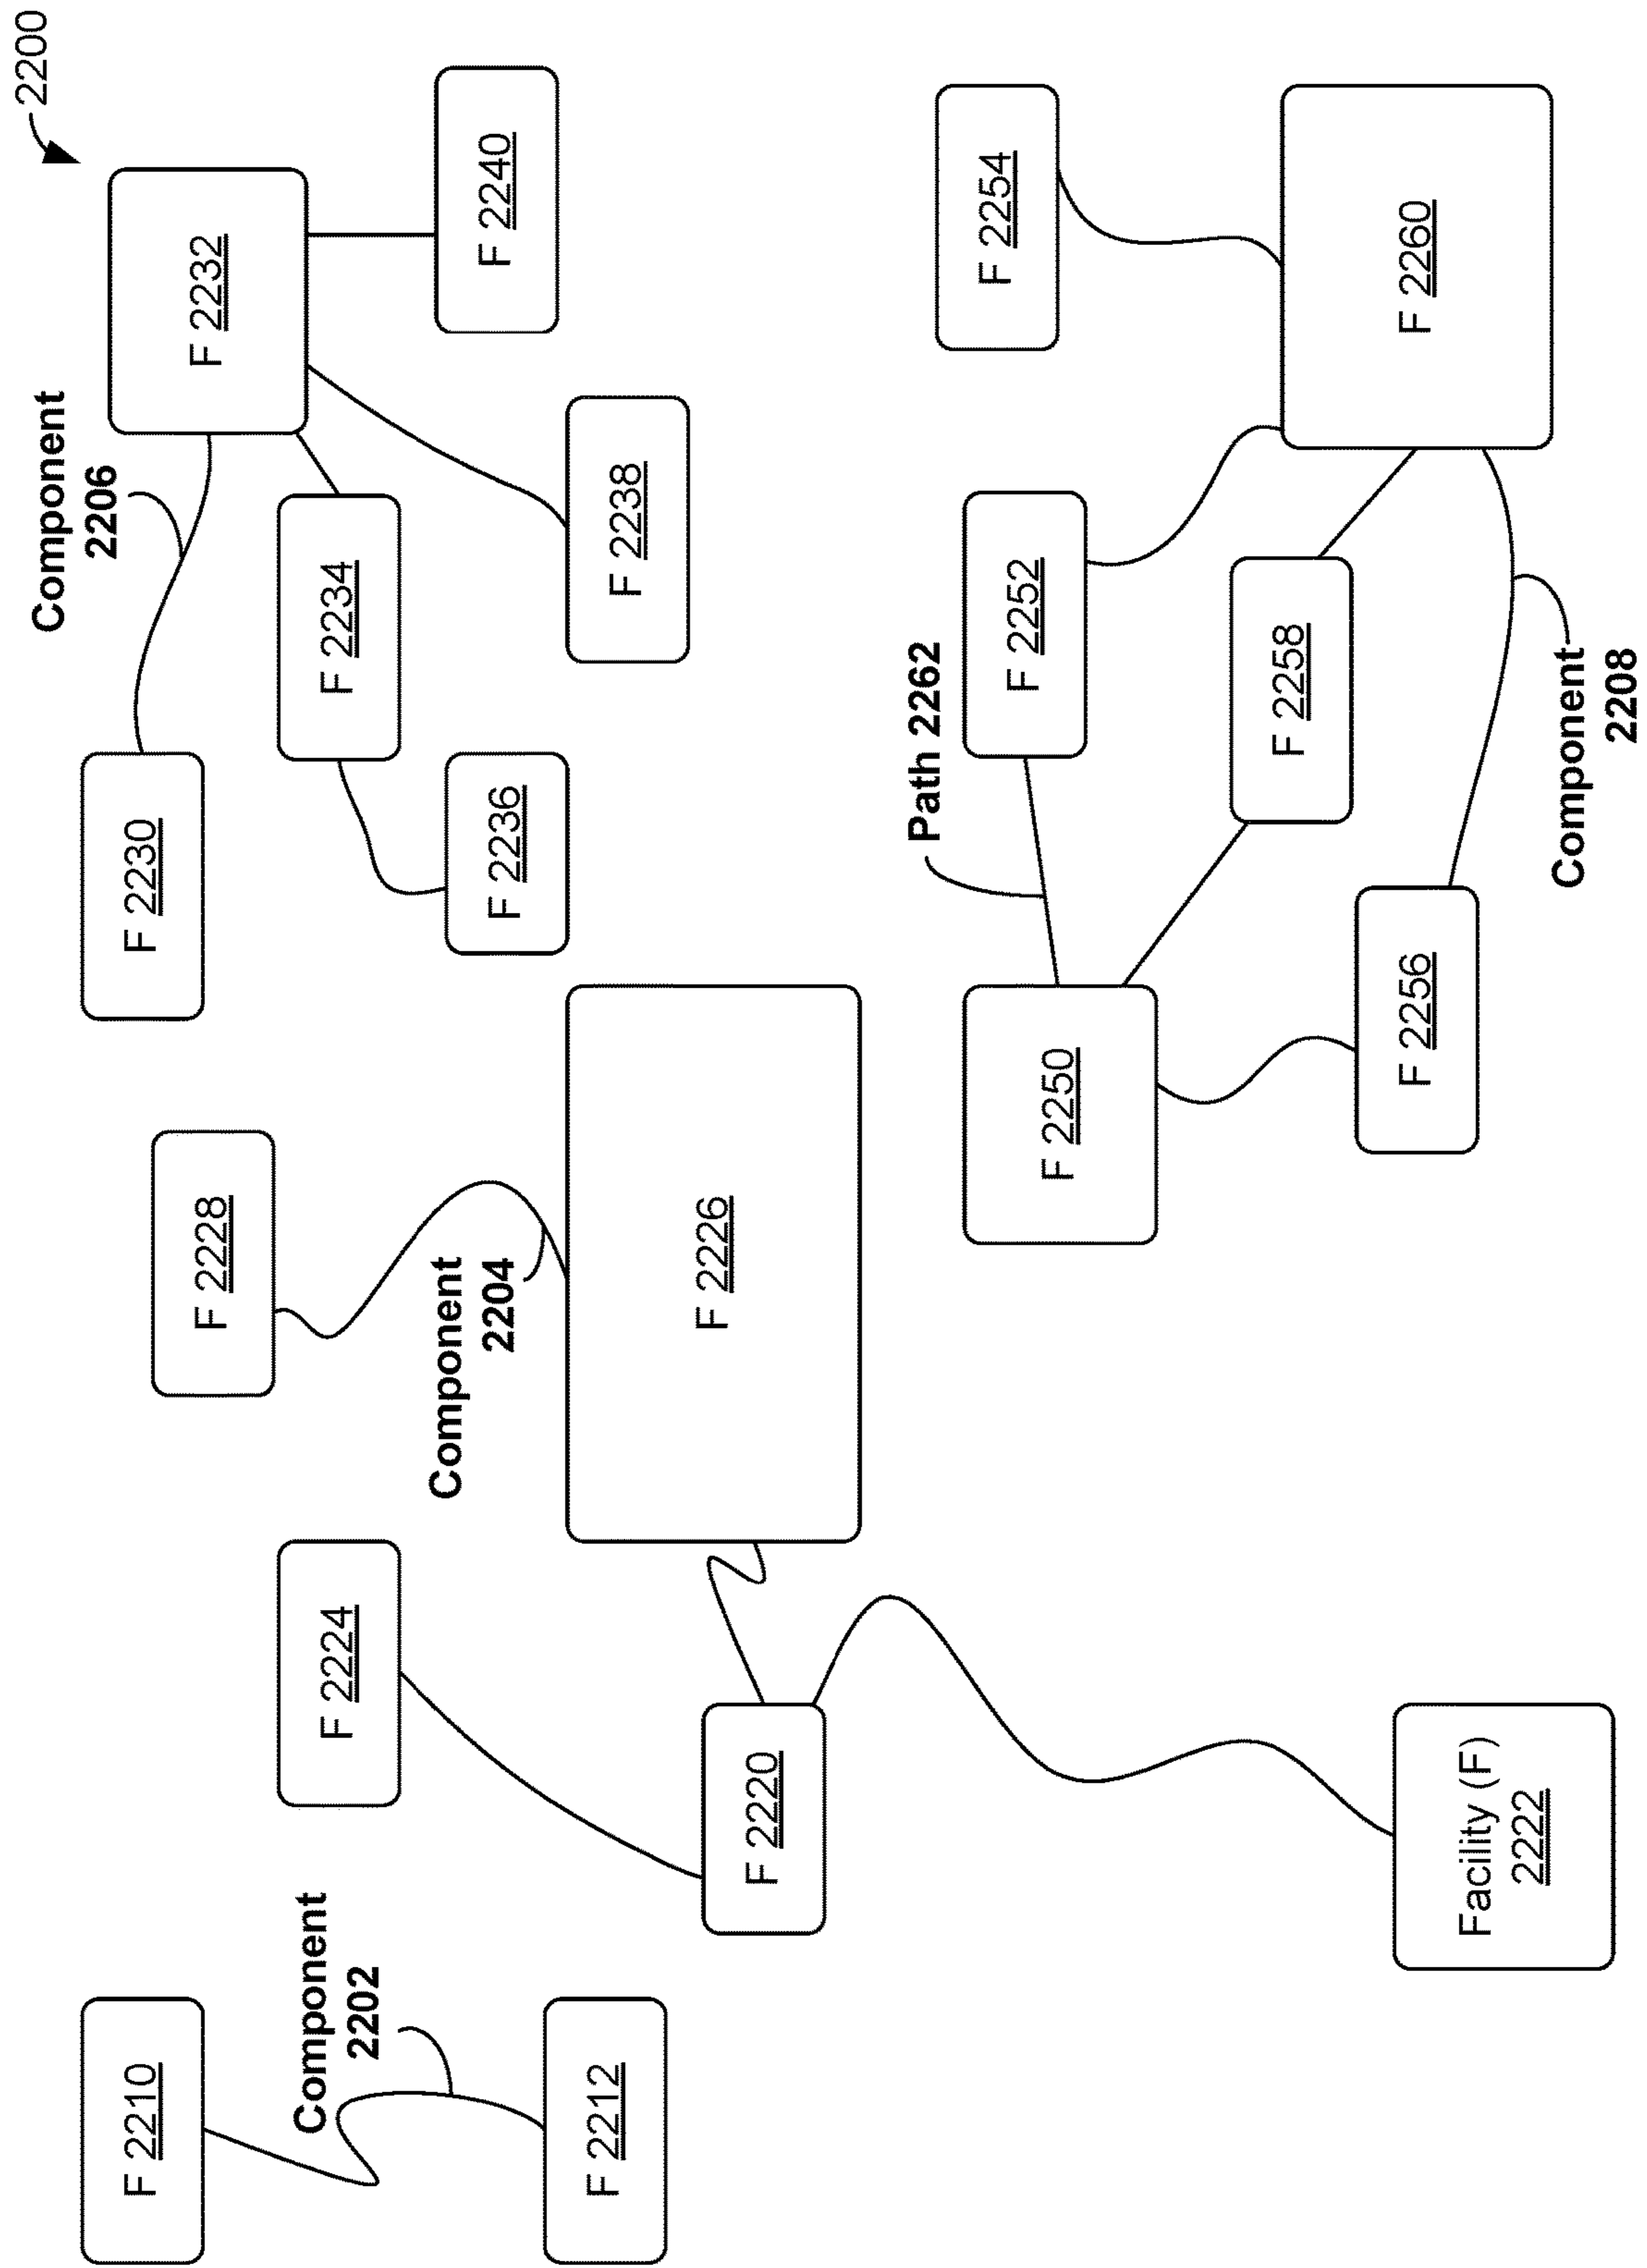 2200
F 2210
Component
2202
F 2212
F 2224
F 2220
Facility (F)
2222
F 2228
Component
2204
F 2226
F 2230
Component
2206
F 2232
F 2234
F 2236
F 2238
F 2240
Path 2262
F 2250
F 2252
F 2254
F 2256
F 2258
F 2260
Component
2208